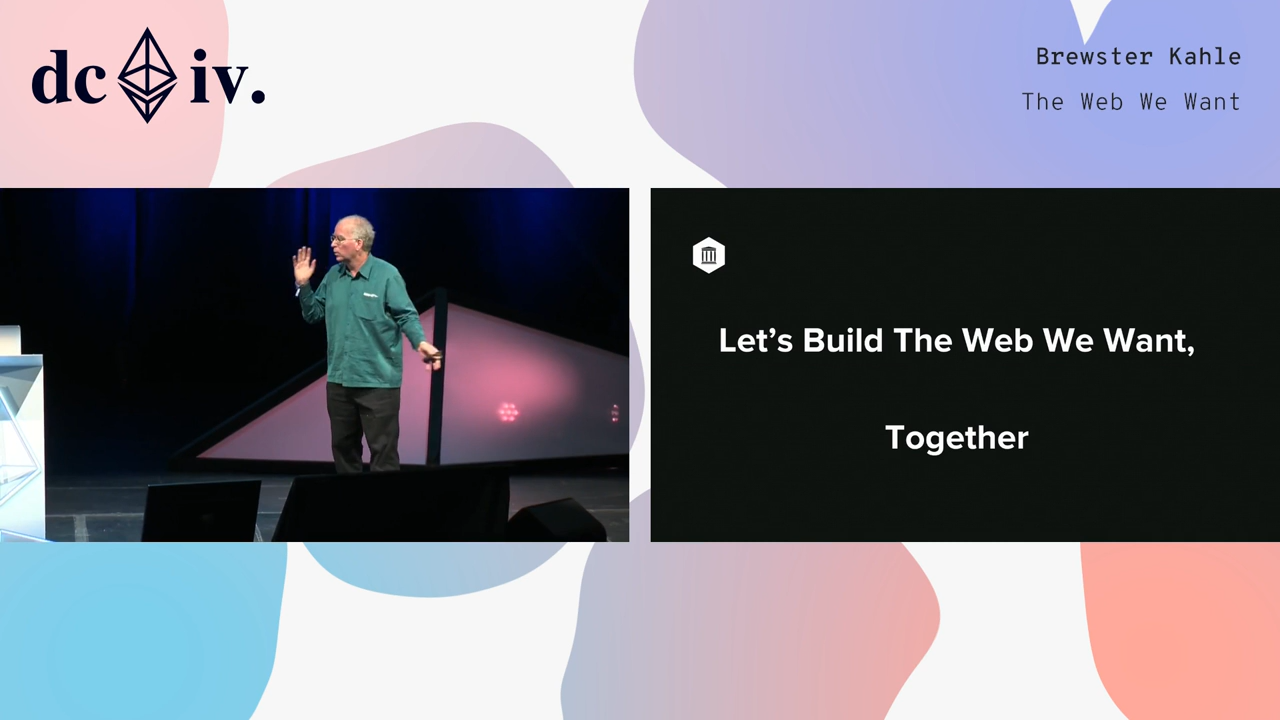 dc iv.
Brewster Kahle
The Web We Want
Let's Build The Web We Want,
Together